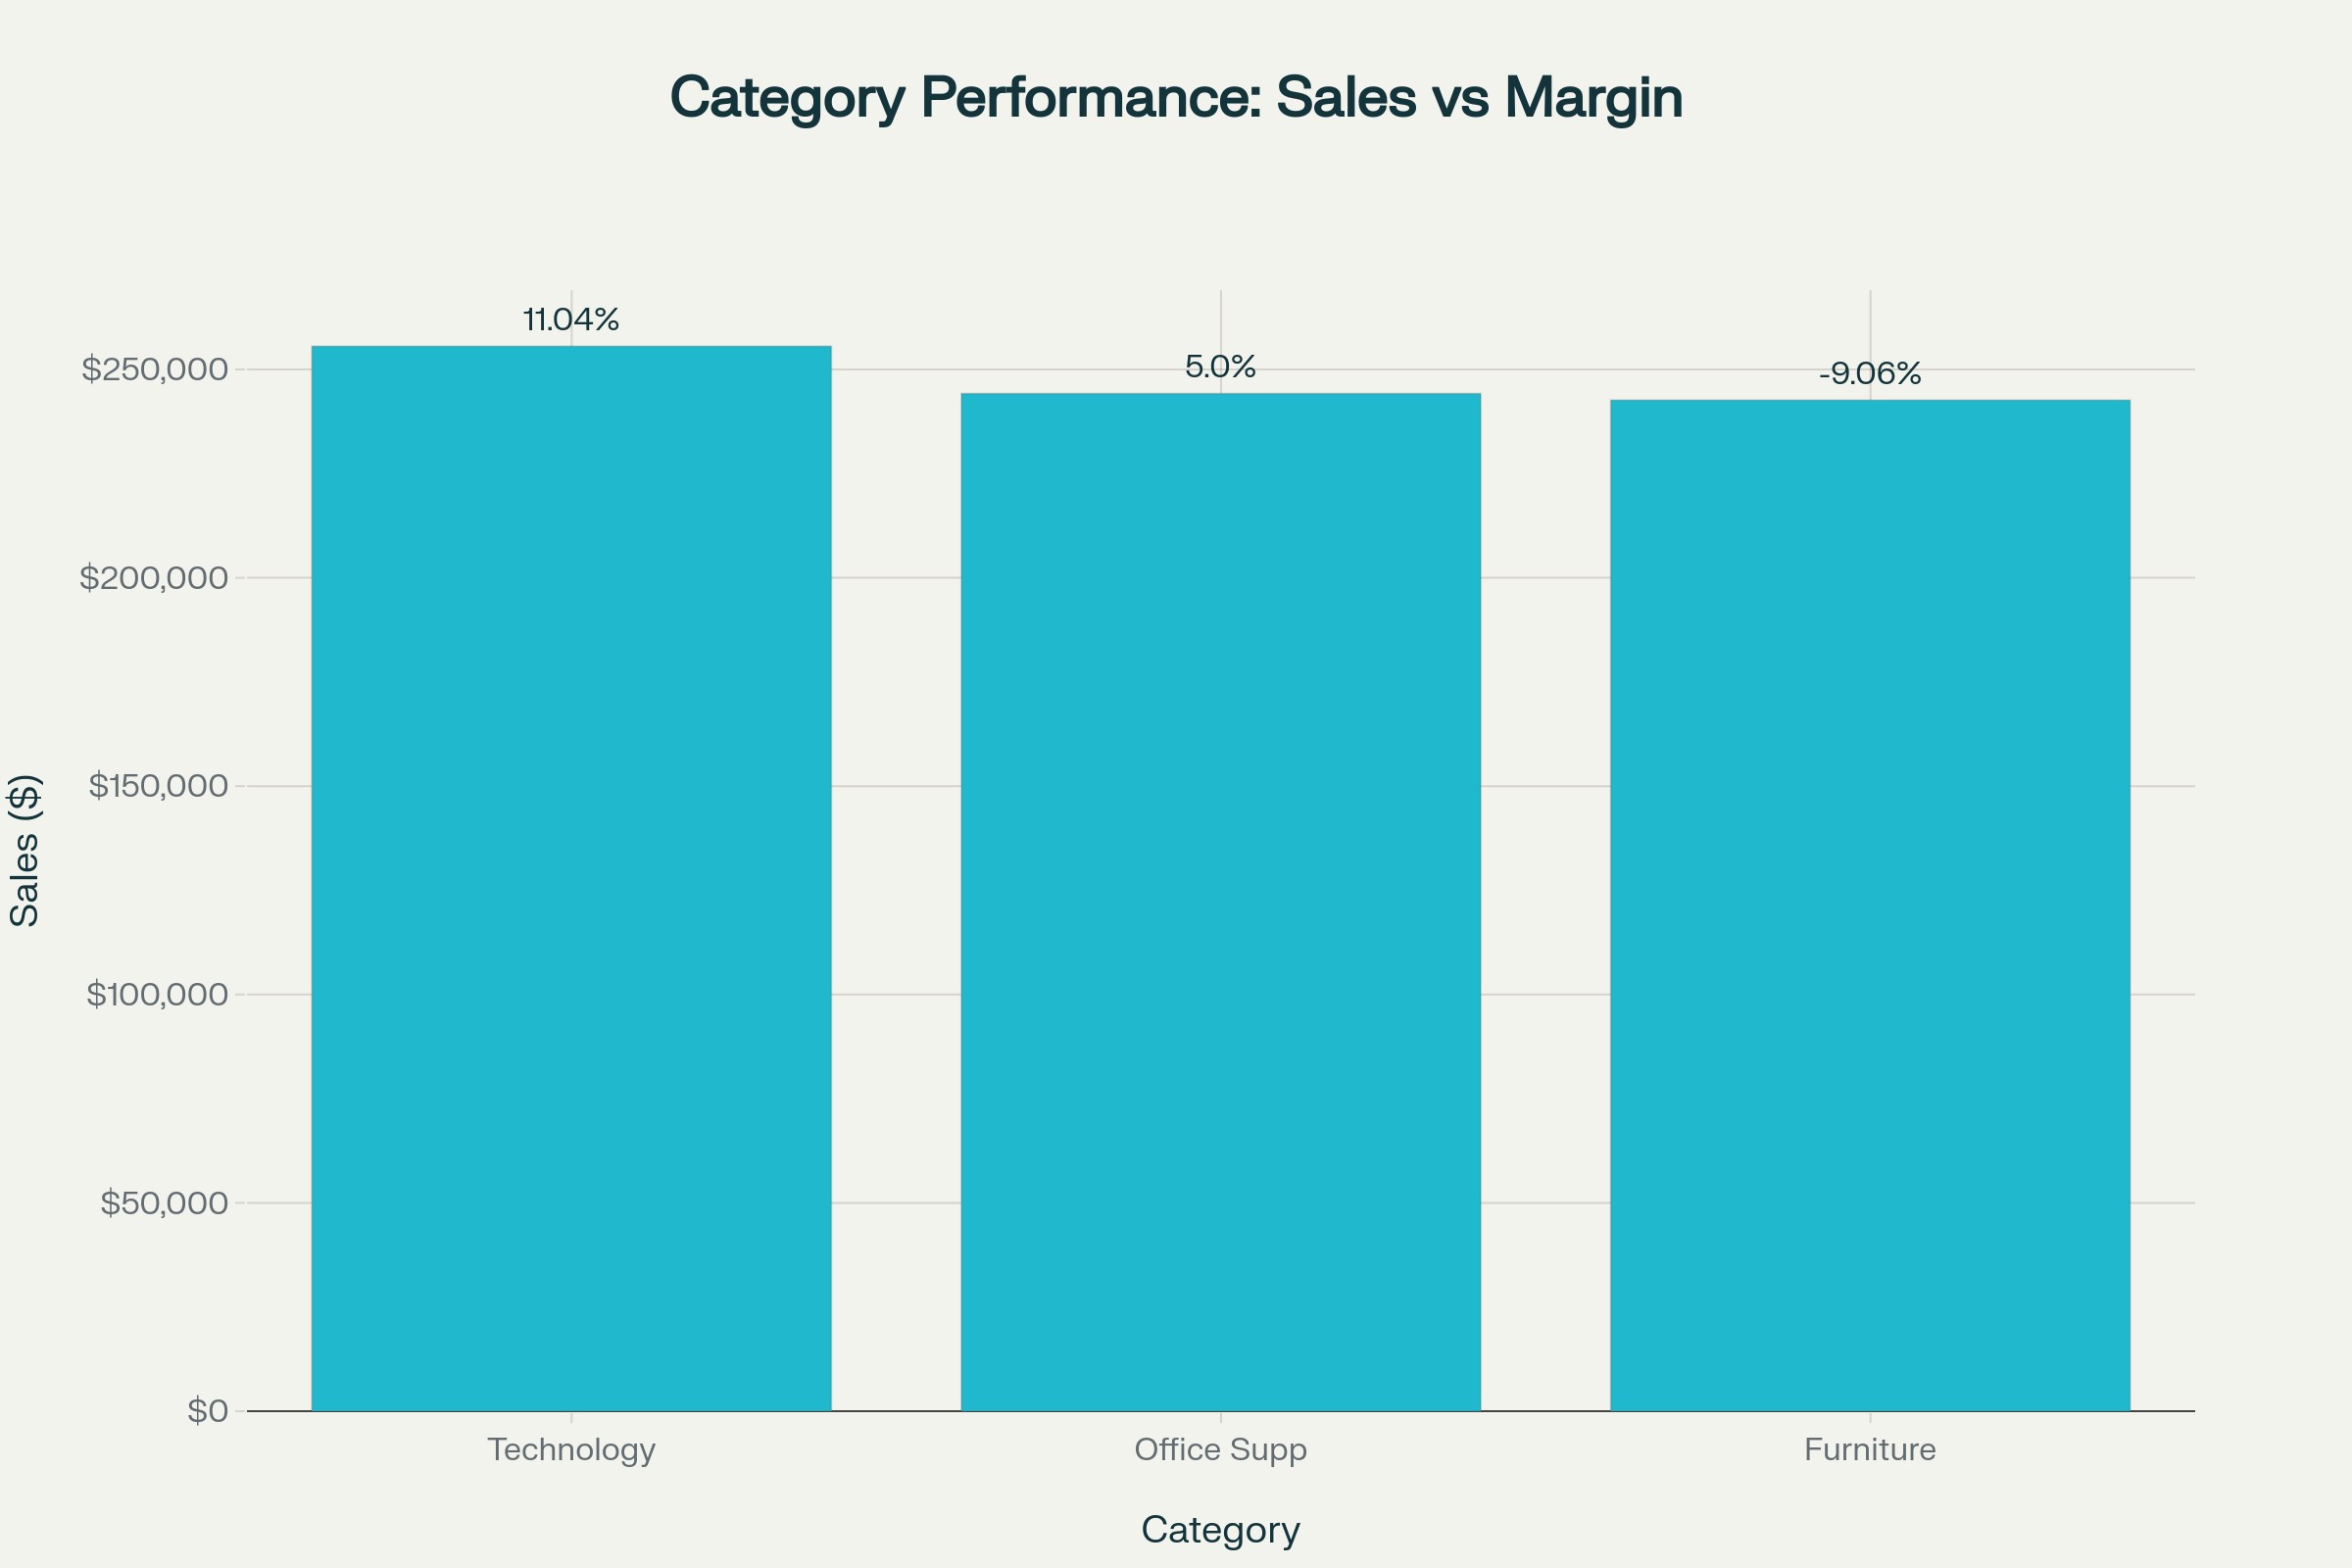 Category Performance: Sales vs Margin
11.04%
5.0%
-9.06%
$250,000
$200,000
$150,000
$100,000
$50,000
$0
Sales ($)
Technology
Office Supp
Furniture
Category